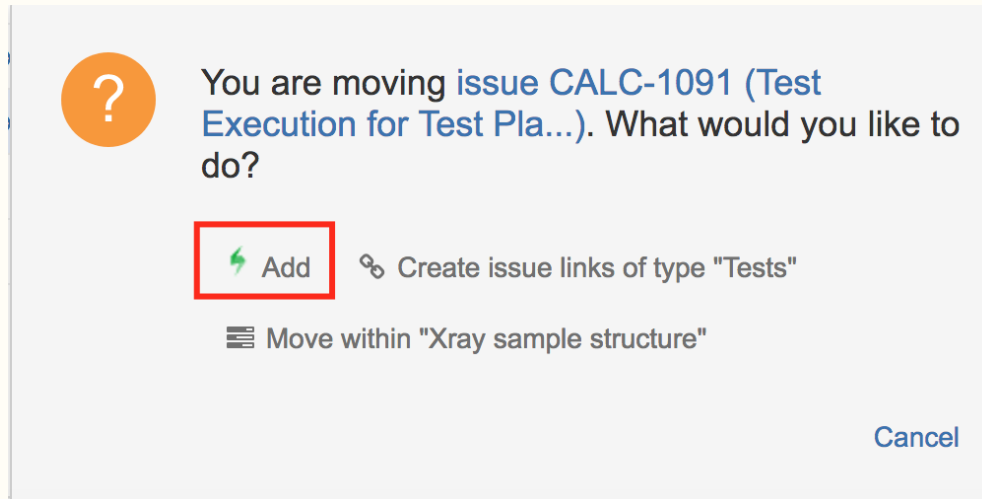 ?
You are moving issue CALC-1091 (Test
Execution for Test Pla...). What would you like to
do?
Add Create issue links of type "Tests"
Move within "Xray sample structure"
Cancel